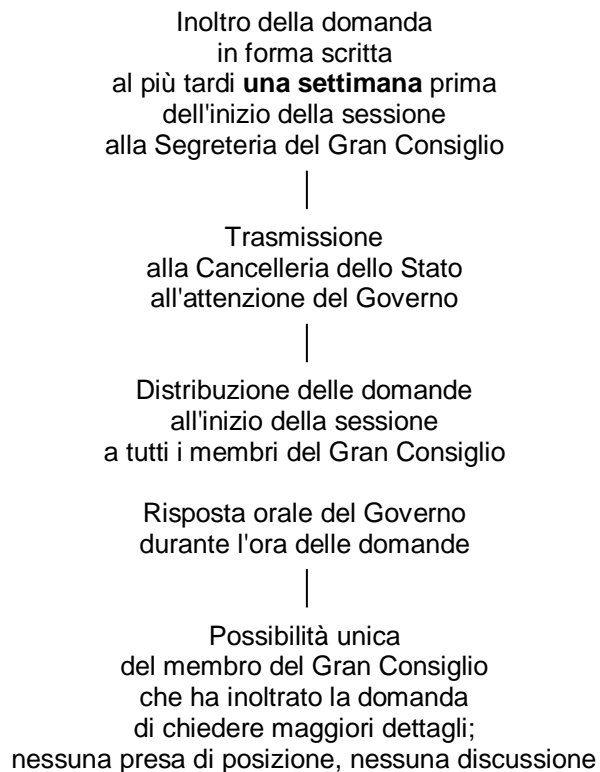 Inoltro della domanda
in forma scritta
al più tardi una settimana prima
dell'inizio della sessione
alla Segreteria del Gran Consiglio
Trasmissione
alla Cancelleria dello Stato
all'attenzione del Governo
Distribuzione delle domande
all'inizio della sessione
a tutti i membri del Gran Consiglio
Risposta orale del Governo
durante l'ora delle domande
Possibilità unica
del membro del Gran Consiglio
che ha inoltrato la domanda
di chiedere maggiori dettagli;
nessuna presa di posizione, nessuna discussione